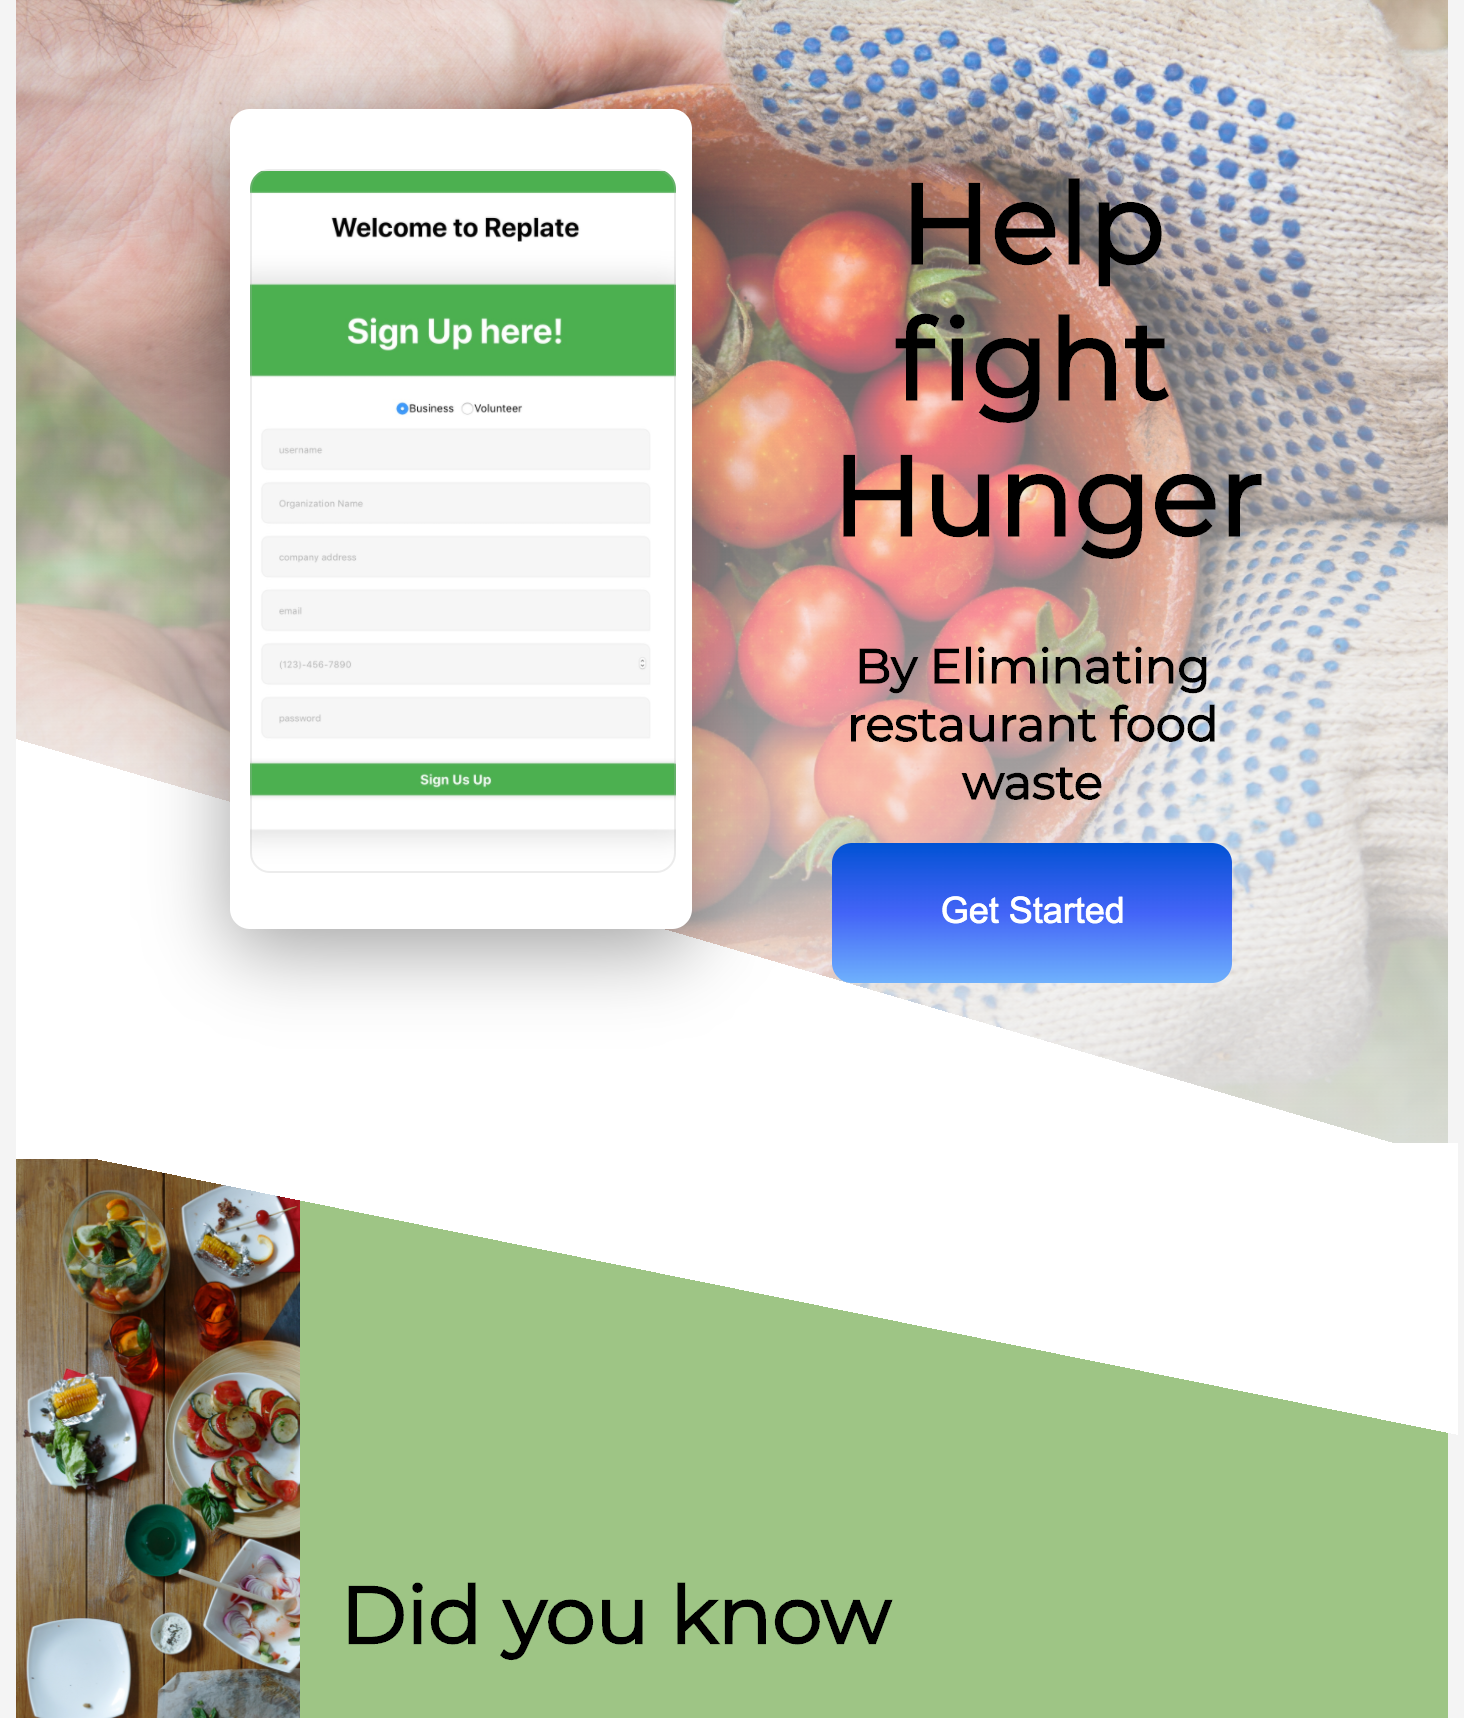 Welcome to Replate
Sign Up here!
Business Volunteer
username
Organization Name
company address
email
(123)-456-7890
password
Sign Us Up
Help
fight
Hunger
By Eliminating
restaurant food
waste
Get Started
Did you know